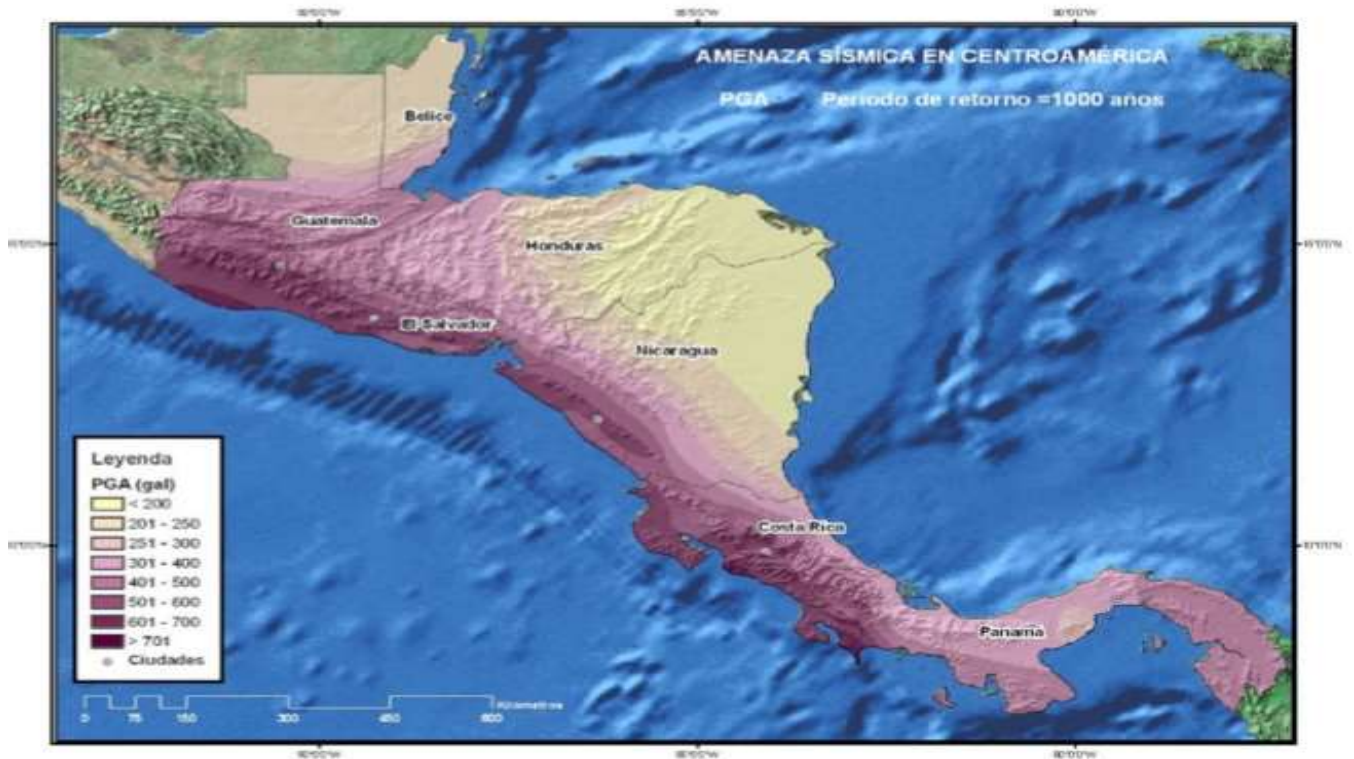 AMENAZA SÍSMICA EN CENTROAMÉRICA
PGA Periodo de retorno =1000 años
Belice
Guatemala
Honduras
El Salvador
Nicaragua
Costa Rica
Panamá
Leyenda
PGA (gal)
< 200
201 - 250
251 - 300
301 - 400
401 - 500
501 - 600
601 - 700
> 701
Ciudades
0 75 150 300 450 600
Kilometros